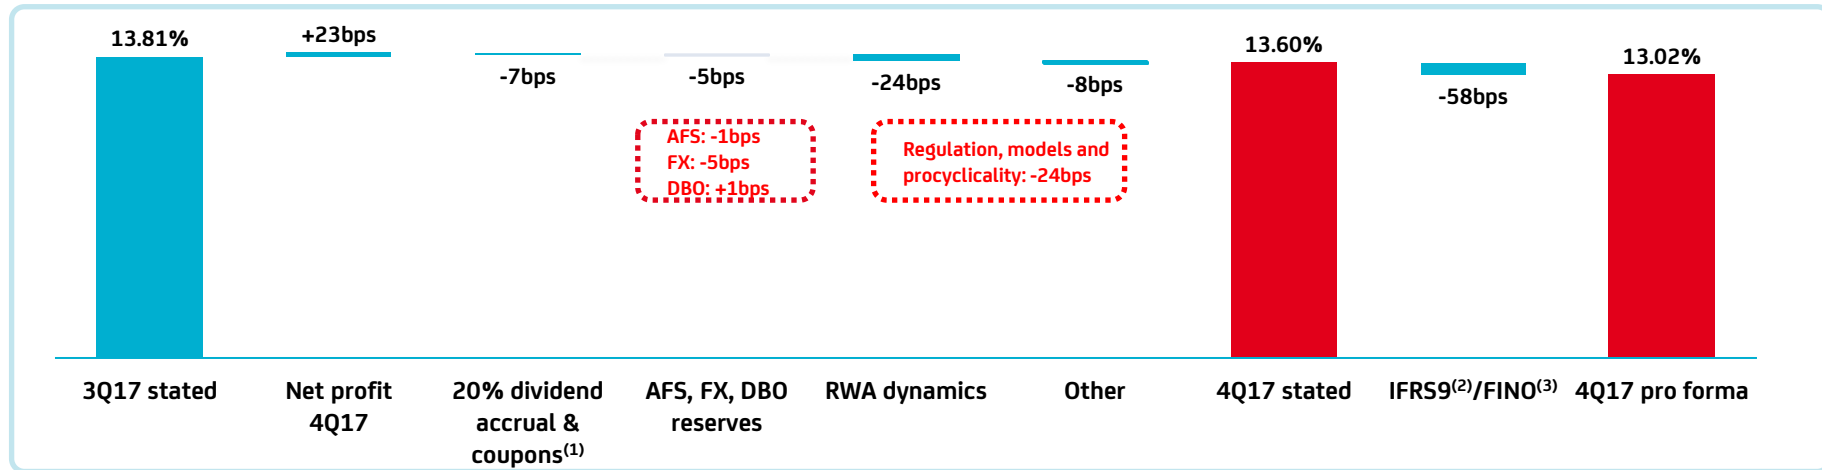 13.81%
+23bps
-7bps
-5bps
-24bps
-8bps
13.60%
-58bps
13.02%
AFS: -1bps
FX: -5bps
DBO: +1bps
Regulation, models and
procyclicality: -24bps
3Q17 stated
Net profit
4Q17
20% dividend
accrual &
coupons(1)
AFS, FX, DBO
reserves
RWA dynamics
Other
4Q17 stated
IFRS9(2)/FINO(3)
4Q17 pro forma